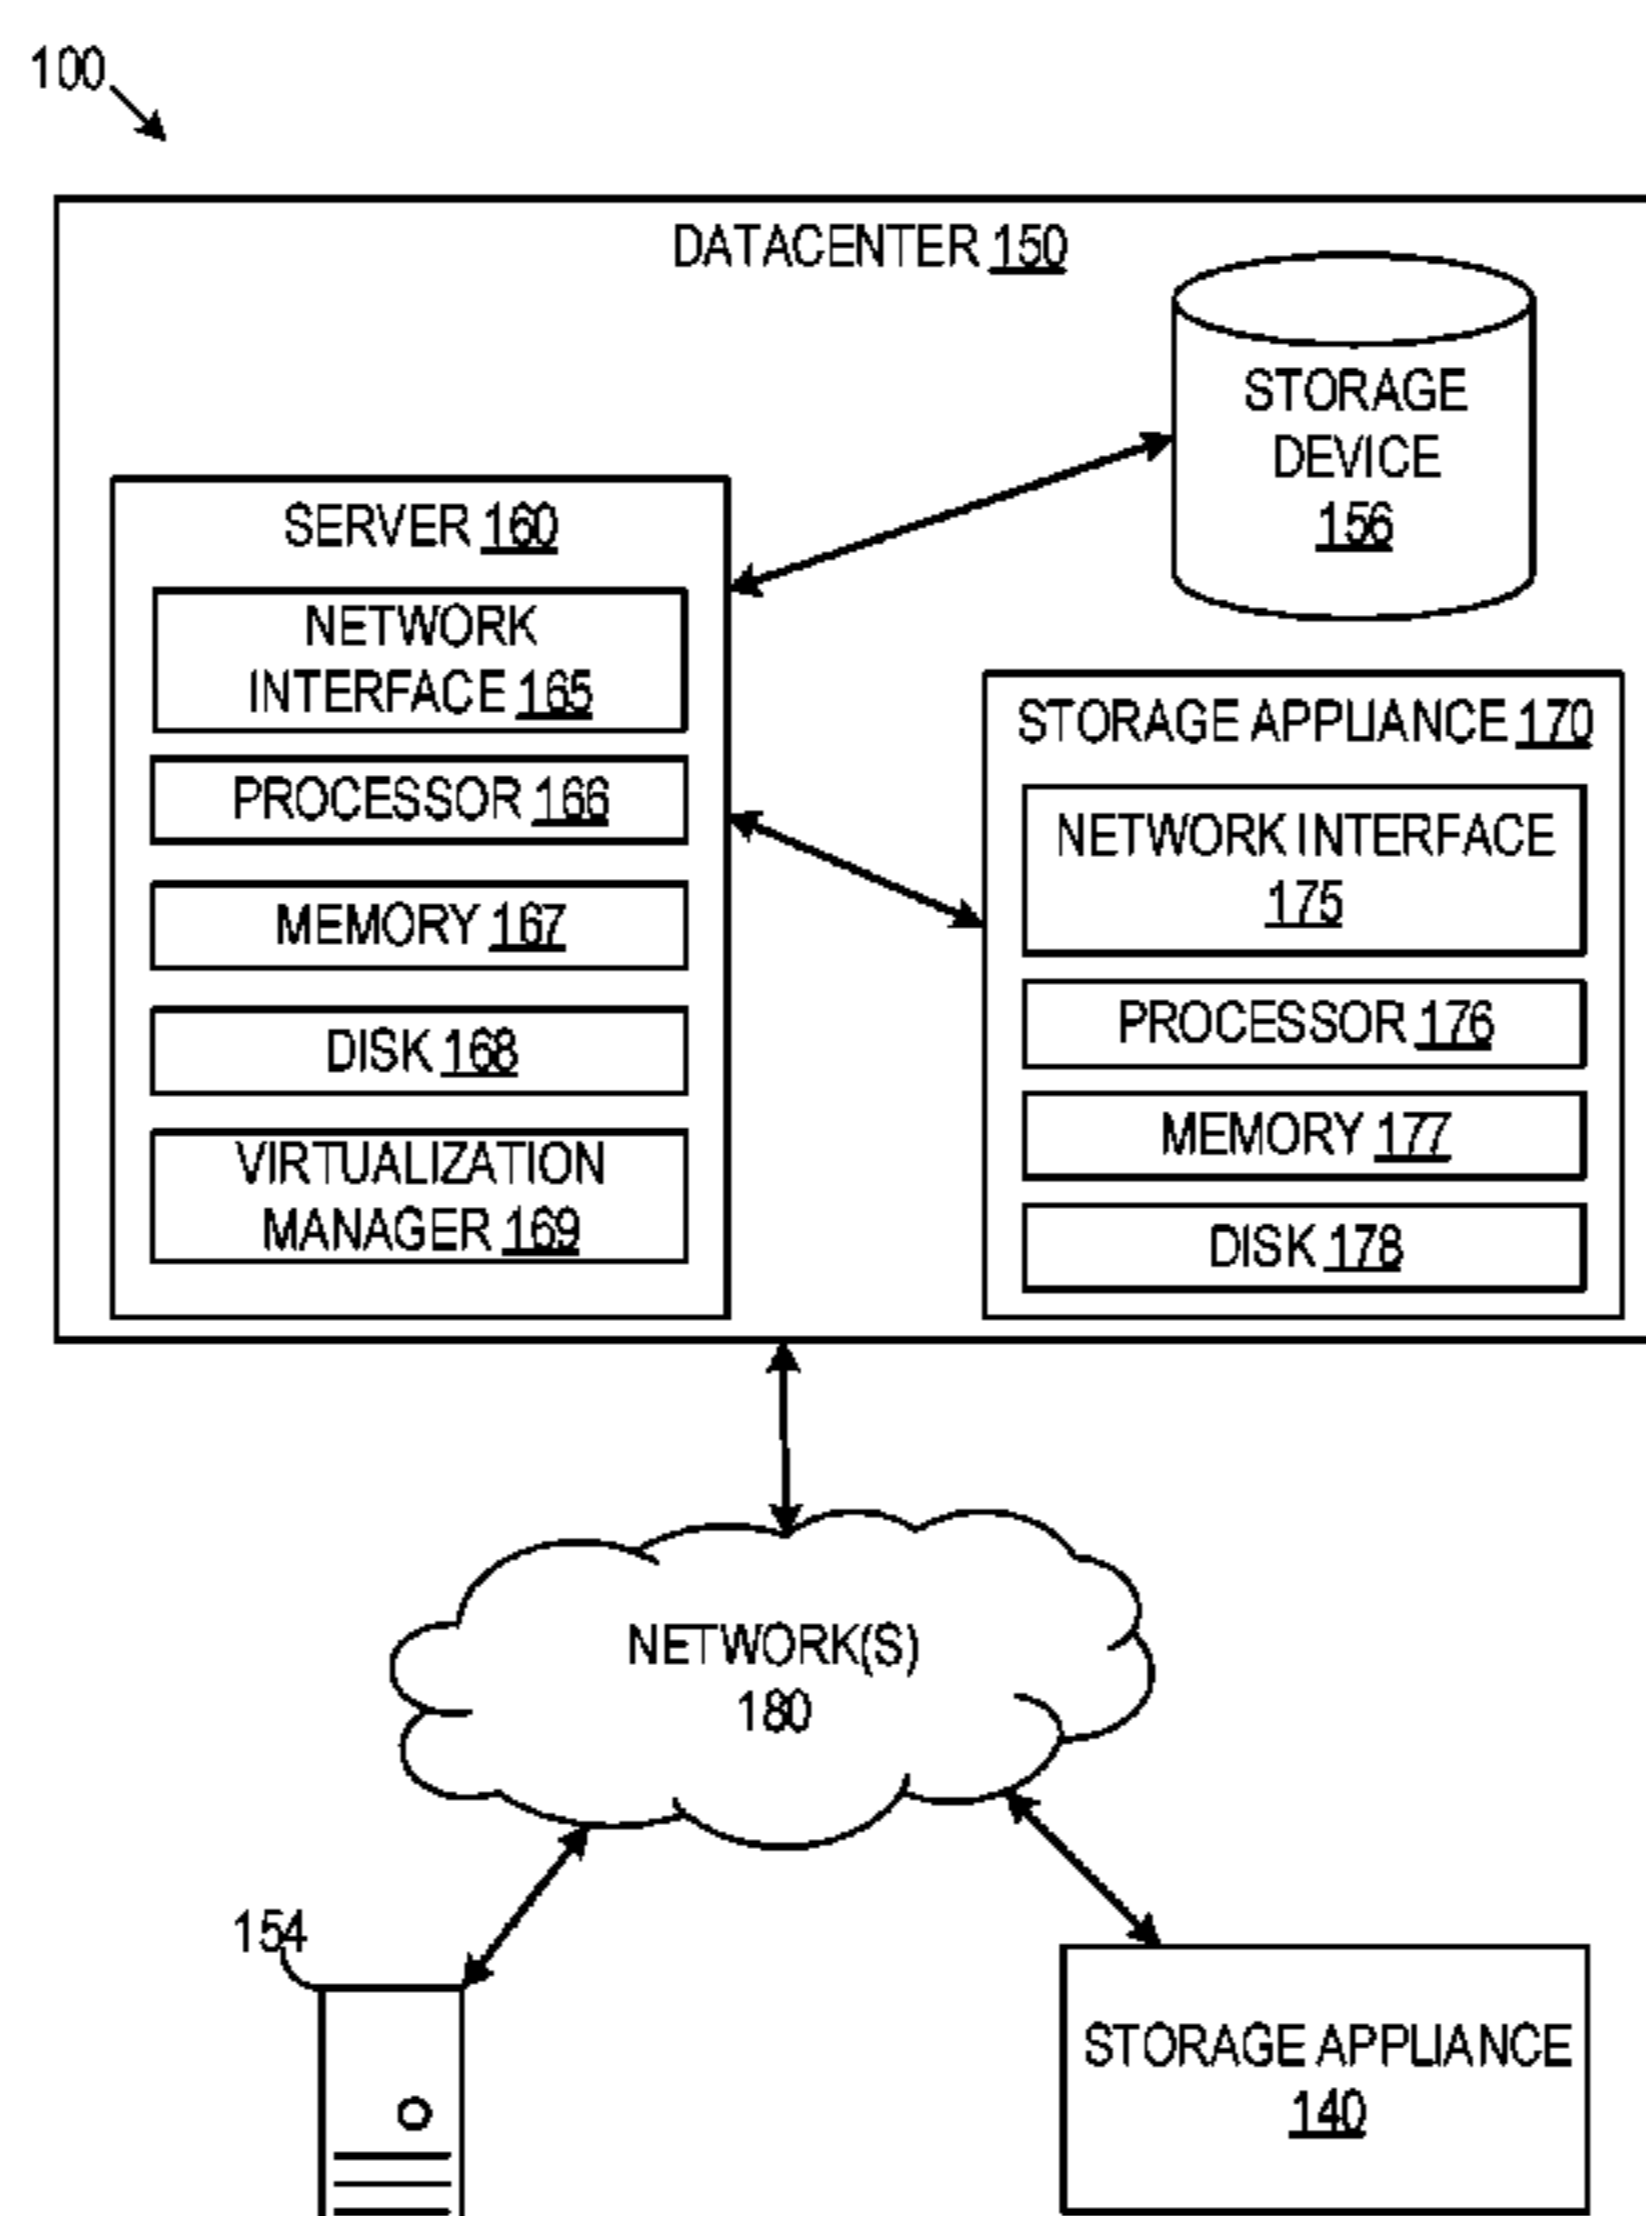 100
DATACENTER 150
STORAGE
DEVICE
156
SERVER 160
NETWORK
INTERFACE 165
PROCESSOR 166
MEMORY 167
DISK 168
VIRTUALIZATION
MANAGER 169
STORAGE APPLIANCE 170
NETWORK INTERFACE
175
PROCESSOR 176
MEMORY 177
DISK 178
NETWORK(S)
180
154
STORAGE APPLIANCE
140